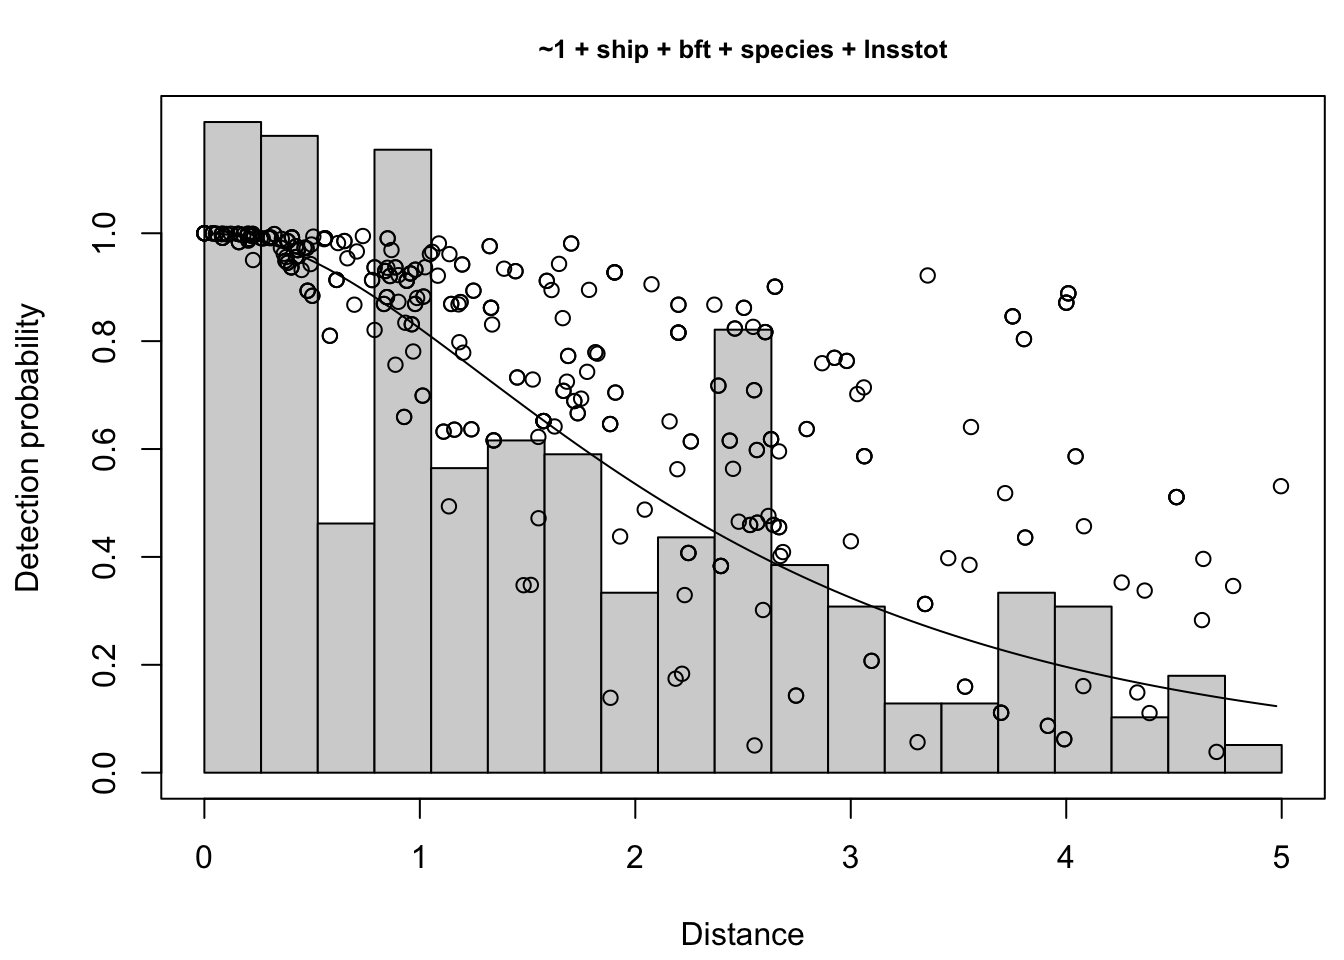 ~1 + ship + bft + species + lnsstot
Detection probability
1.0
0.8
0.6
0.4
0.2
0.0
0 1 2 3 4 5
Distance